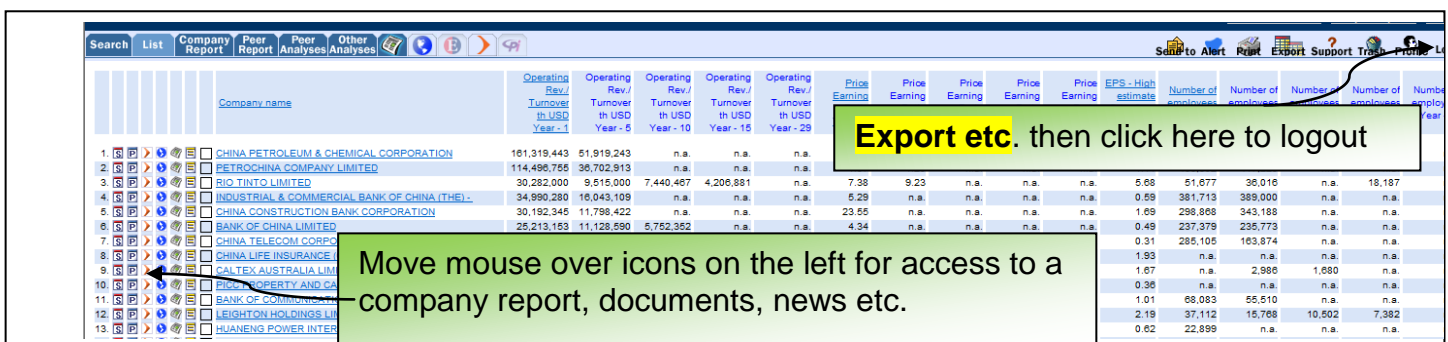 Search List Company Report Peer Report Peer Analyses Other Analyses
Send to Alert Print Export Support Trash Profile Lo
Company name
Operating Rev./ Turnover th USD Year - 1
Operating Rev./ Turnover th USD Year - 5
Operating Rev./ Turnover th USD Year - 10
Operating Rev./ Turnover th USD Year - 15
Operating Rev./ Turnover th USD Year - 29
Price Earning
Price Earning
Price Earning
Price Earning
Price Earning
EPS - High estimate
Number of employees
Number of employees
Number of employees
Number of employees
Export etc. then click here to logout
1. S P CHINA PETROLEUM & CHEMICAL CORPORATION 161,319,443 51,919,243 n.a. n.a. n.a.
2. S P PETROCHINA COMPANY LIMITED 114,496,755 36,702,913 n.a. n.a. n.a.
3. S P RIO TINTO LIMITED 30,282,000 9,515,000 7,440,467 4,206,881 n.a. 7.38 9.23 n.a. n.a. n.a. 5.68 51,677 36,016 n.a. 18,187
4. S P INDUSTRIAL & COMMERCIAL BANK OF CHINA (THE) - 34,990,280 16,043,109 n.a. n.a. n.a. 5.29 n.a. n.a. n.a. n.a. 0.59 381,713 389,000 n.a. n.a.
5. S P CHINA CONSTRUCTION BANK CORPORATION 30,192,345 11,798,422 n.a. n.a. n.a. 23.55 n.a. n.a. n.a. n.a. 1.69 298,868 343,188 n.a. n.a.
6. S P BANK OF CHINA LIMITED 25,213,153 11,128,590 5,752,352 n.a. n.a. 4.34 n.a. n.a. n.a. n.a. 0.49 237,379 235,773 n.a. n.a.
7. S P CHINA TELECOM CORPO 0.31 285,105 163,874 n.a. n.a.
8. S P CHINA LIFE INSURANCE ( 1.93 n.a. n.a. n.a. n.a.
9. S P CALTEX AUSTRALIA LIMI 1.67 n.a. 2,986 1,680 n.a.
10. S P PICC PROPERTY AND CA 0.36 n.a. n.a. n.a. n.a.
11. S P BANK OF COMMUNICATI 1.01 68,083 55,510 n.a. n.a.
12. S P LEIGHTON HOLDINGS LIM 2.19 37,112 15,768 10,502 7,382
13. S P HUANENG POWER INTER 0.62 22,899 n.a. n.a. n.a.
Move mouse over icons on the left for access to a
company report, documents, news etc.